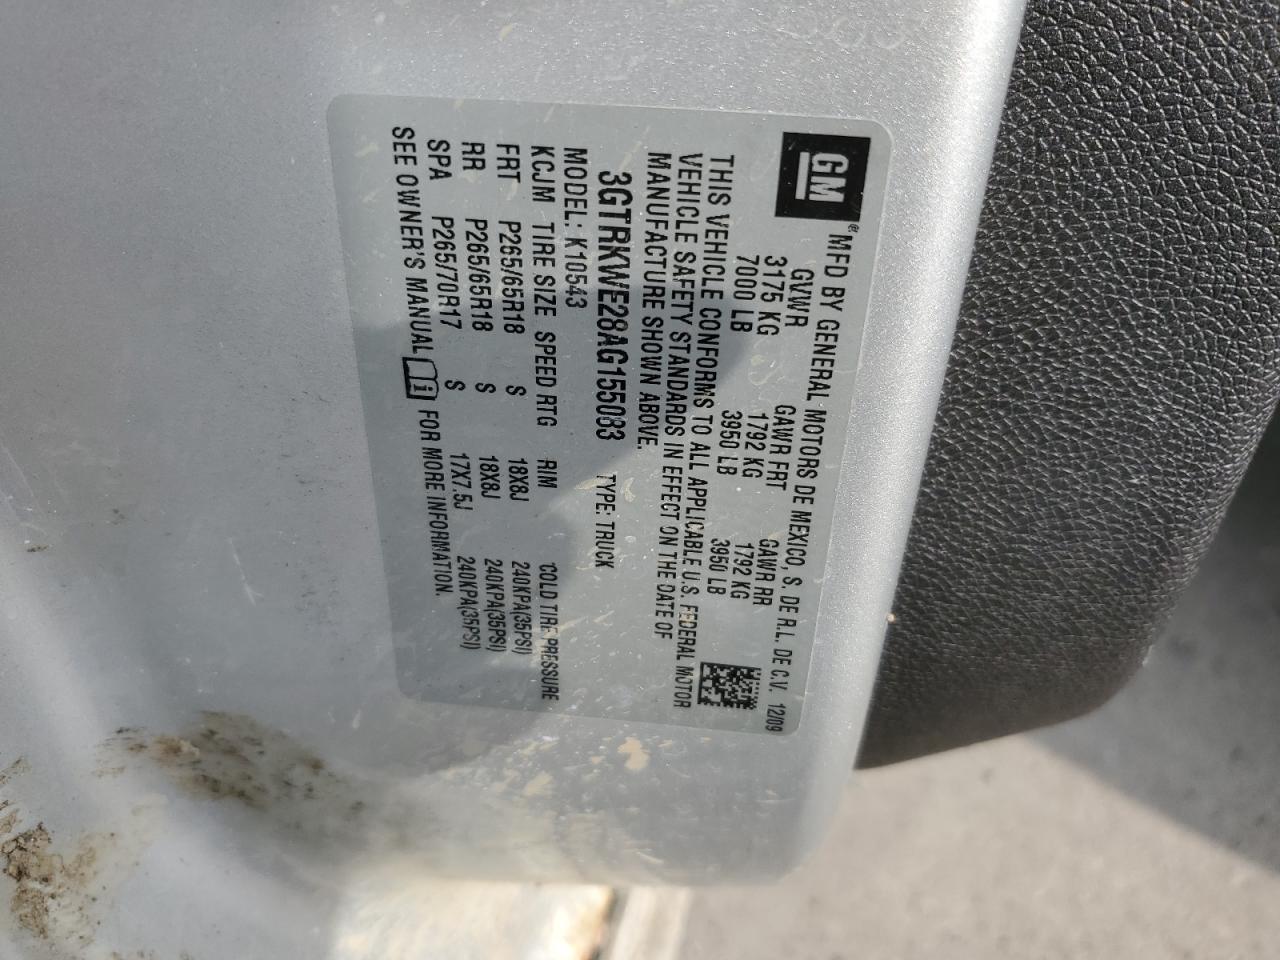 GM
® MFD BY GENERAL MOTORS DE MEXICO, S. DE R.L. DE C.V. 12/09
GVWR GAWR FRT GAWR RR
3175 KG 1792 KG 1792 KG
7000 LB 3950 LB 3950 LB
THIS VEHICLE CONFORMS TO ALL APPLICABLE U.S. FEDERAL MOTOR
VEHICLE SAFETY STANDARDS IN EFFECT ON THE DATE OF
MANUFACTURE SHOWN ABOVE.
3GTRKWE28AG155083 TYPE: TRUCK
MODEL: K10543
KCJM TIRE SIZE SPEED RTG RIM COLD TIRE PRESSURE
FRT P265/65R18 S 18X8J 240KPA(35PSI)
RR P265/65R18 S 18X8J 240KPA(35PSI)
SPA P265/70R17 S 17X7.5J 240KPA(35PSI)
SEE OWNER'S MANUAL i FOR MORE INFORMATION.